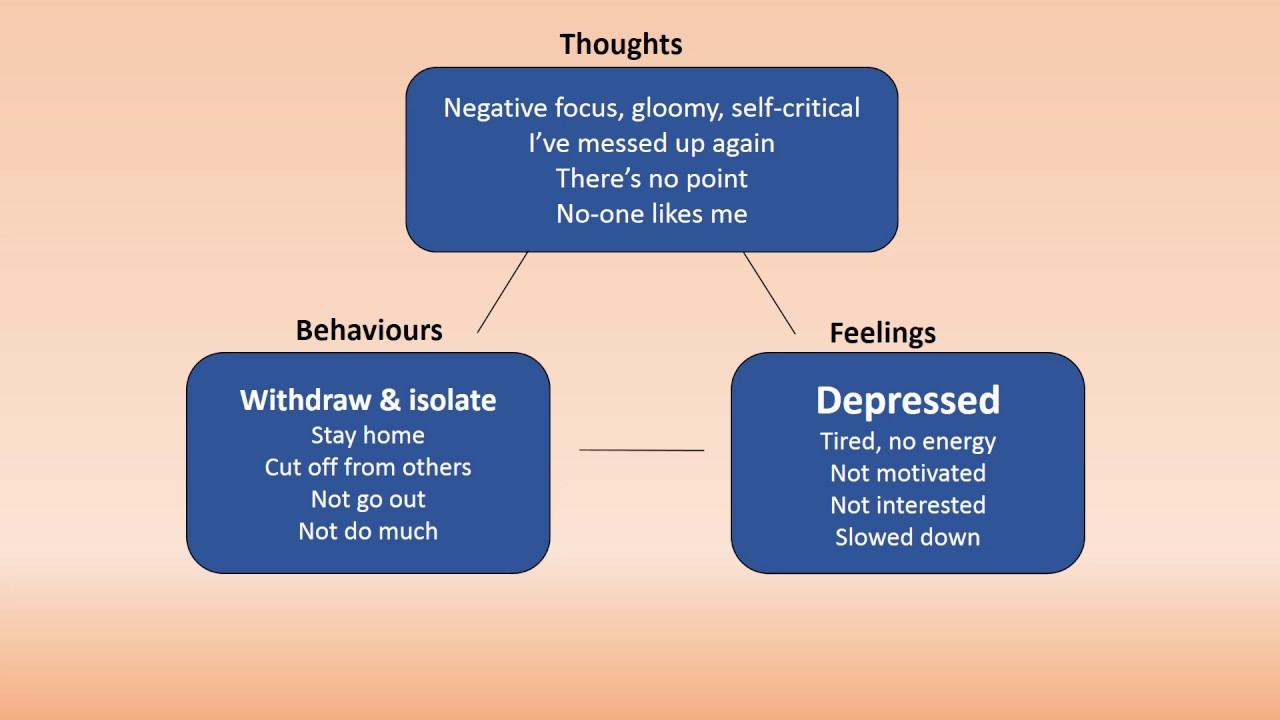 Thoughts
Negative focus, gloomy, self-critical
I’ve messed up again
There’s no point
No-one likes me
Behaviours
Withdraw & isolate
Stay home
Cut off from others
Not go out
Not do much
Feelings
Depressed
Tired, no energy
Not motivated
Not interested
Slowed down